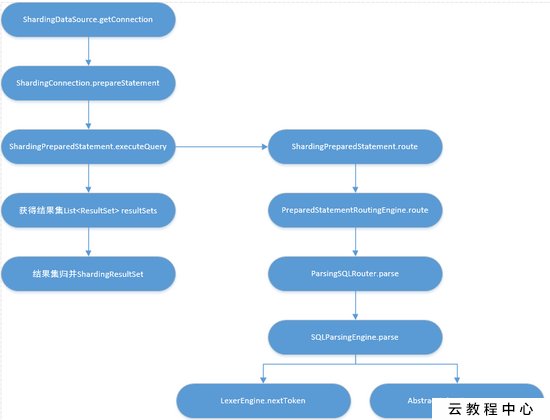 ShardingDataSource.getConnection
ShardingConnection.prepareStatement
ShardingPreparedStatement.executeQuery
ShardingPreparedStatement.route
获得结果集List<ResultSet> resultSets
PreparedStatementRoutingEngine.route
结果集归并ShardingResultSet
ParsingSQLRouter.parse
SQLParsingEngine.parse
LexerEngine.nextToken
云教程中心